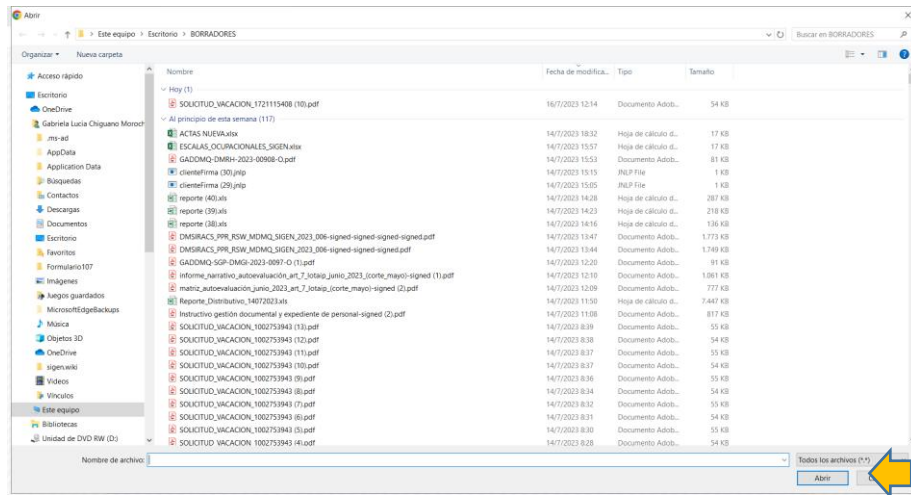 Abrir
Este equipo > Escritorio > BORRADORES
Buscar en BORRADORES
Organizar
Nueva carpeta
Nombre
Fecha de modifica...
Tipo
Tamaño
Acceso rápido
Escritorio
OneDrive
Gabriela Lucia Chiguano Moroch
.ms-ad
AppData
Application Data
Búsquedas
Contactos
Descargas
Documentos
Escritorio
Favoritos
Formulario107
Imágenes
Juegos guardados
MicrosoftEdgeBackups
Música
Objetos 3D
OneDrive
sigen.wiki
Videos
Vínculos
Este equipo
Bibliotecas
Unidad de DVD RW (D:)
Hoy (1)
SOLICITUD_VACACION_1721115408 (10).pdf 16/7/2023 12:14 Documento Adob... 54 KB
Al principio de esta semana (117)
ACTAS NUEVA.xlsx 14/7/2023 18:32 Hoja de cálculo d... 17 KB
ESCALAS_OCUPACIONALES_SIGEN.xlsx 14/7/2023 15:57 Hoja de cálculo d... 17 KB
GADDMQ-DMRH-2023-00908-O.pdf 14/7/2023 15:53 Documento Adob... 81 KB
clienteFirma (30).jnlp 14/7/2023 15:15 JNLP File 1 KB
clienteFirma (29).jnlp 14/7/2023 15:05 JNLP File 1 KB
reporte (40).xls 14/7/2023 14:28 Hoja de cálculo d... 287 KB
reporte (39).xls 14/7/2023 14:23 Hoja de cálculo d... 218 KB
reporte (38).xls 14/7/2023 14:16 Hoja de cálculo d... 136 KB
DMSIRACS_PPR_RSW_MDMQ_SIGEN_2023_006-signed-signed-signed-signed.pdf 14/7/2023 13:47 Documento Adob... 1.773 KB
DMSIRACS_PPR_RSW_MDMQ_SIGEN_2023_006-signed-signed-signed.pdf 14/7/2023 13:44 Documento Adob... 1.749 KB
GADDMQ-SGP-DMGI-2023-0097-O (1).pdf 14/7/2023 12:20 Documento Adob... 91 KB
informe_narrativo_autoevaluación_art_7_lotaip_junio_2023_(corte_mayo)-signed (1).pdf 14/7/2023 12:10 Documento Adob... 1.061 KB
matriz_autoevaluación_junio_2023_art_7_lotaip_(corte_mayo)-signed (2).pdf 14/7/2023 12:09 Documento Adob... 777 KB
Reporte_Distributivo_14072023.xls 14/7/2023 11:50 Hoja de cálculo d... 7.447 KB
Instructivo gestión documental y expediente de personal-signed (2).pdf 14/7/2023 11:08 Documento Adob... 817 KB
SOLICITUD_VACACION_1002753943 (13).pdf 14/7/2023 8:39 Documento Adob... 55 KB
SOLICITUD_VACACION_1002753943 (12).pdf 14/7/2023 8:38 Documento Adob... 54 KB
SOLICITUD_VACACION_1002753943 (11).pdf 14/7/2023 8:37 Documento Adob... 55 KB
SOLICITUD_VACACION_1002753943 (10).pdf 14/7/2023 8:37 Documento Adob... 54 KB
SOLICITUD_VACACION_1002753943 (9).pdf 14/7/2023 8:36 Documento Adob... 55 KB
SOLICITUD_VACACION_1002753943 (8).pdf 14/7/2023 8:34 Documento Adob... 54 KB
SOLICITUD_VACACION_1002753943 (7).pdf 14/7/2023 8:32 Documento Adob... 55 KB
SOLICITUD_VACACION_1002753943 (6).pdf 14/7/2023 8:31 Documento Adob... 54 KB
SOLICITUD_VACACION_1002753943 (5).pdf 14/7/2023 8:30 Documento Adob... 55 KB
SOLICITUD_VACACION_1002753943 (4).pdf 14/7/2023 8:28 Documento Adob... 54 KB
Nombre de archivo:
Todos los archivos (*.*)
Abrir